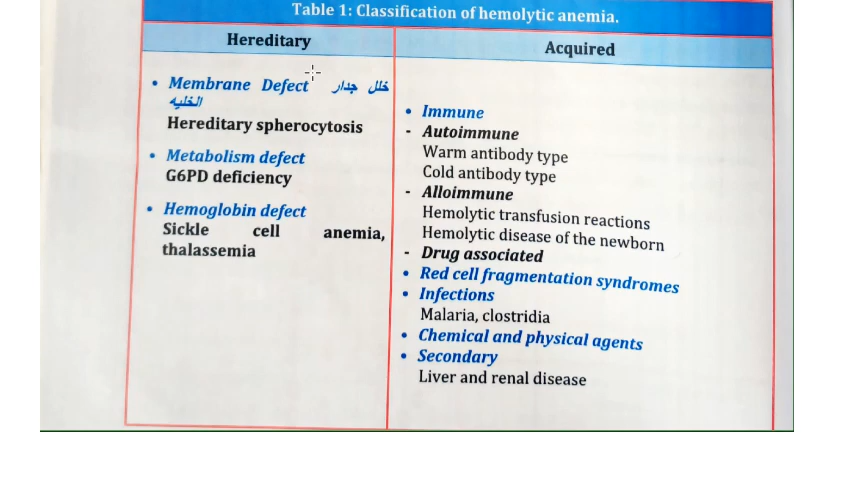 Table 1: Classification of hemolytic anemia.
Hereditary
• Membrane Defect خلل جدار
الخليه
Hereditary spherocytosis
• Metabolism defect
G6PD deficiency
• Hemoglobin defect
Sickle cell anemia,
thalassemia
Acquired
• Immune
- Autoimmune
Warm antibody type
Cold antibody type
- Alloimmune
Hemolytic transfusion reactions
Hemolytic disease of the newborn
- Drug associated
• Red cell fragmentation syndromes
• Infections
Malaria, clostridia
• Chemical and physical agents
• Secondary
Liver and renal disease